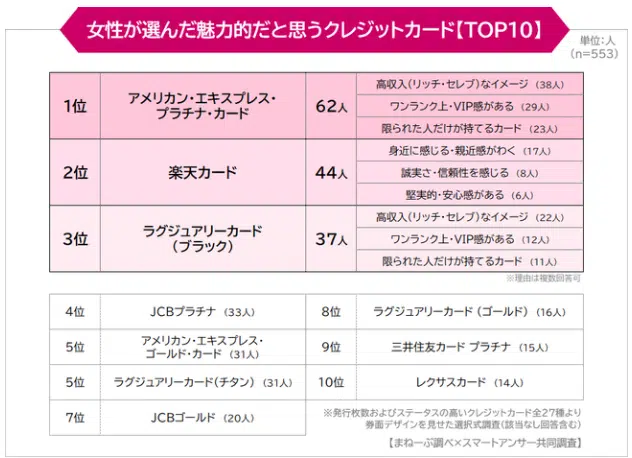 女性が選んだ魅力的だと思うクレジットカード【TOP10】
単位：人
(n=553)
1位
アメリカン・エキスプレス・
プラチナ・カード
62人
高収入(リッチ・セレブ)なイメージ (38人)
ワンランク上・VIP感がある (29人)
限られた人だけが持てるカード (23人)
2位
楽天カード
44人
身近に感じる・親近感がわく (17人)
誠実さ・信頼性を感じる (8人)
堅実的・安心感がある (6人)
3位
ラグジュアリーカード
(ブラック)
37人
高収入(リッチ・セレブ)なイメージ (22人)
ワンランク上・VIP感がある (12人)
限られた人だけが持てるカード (11人)
※理由は複数回答可
4位
JCBプラチナ (33人)
5位
アメリカン・エキスプレス・
ゴールド・カード (31人)
5位
ラグジュアリーカード(チタン) (31人)
7位
JCBゴールド (20人)
8位
ラグジュアリーカード (ゴールド) (16人)
9位
三井住友カード プラチナ (15人)
10位
レクサスカード (14人)
※発行枚数およびステータスの高いクレジットカード全27種より
券面デザインを見せた選択式調査(該当なし回答含む)
【まねーぶ調べ×スマートアンサー共同調査】